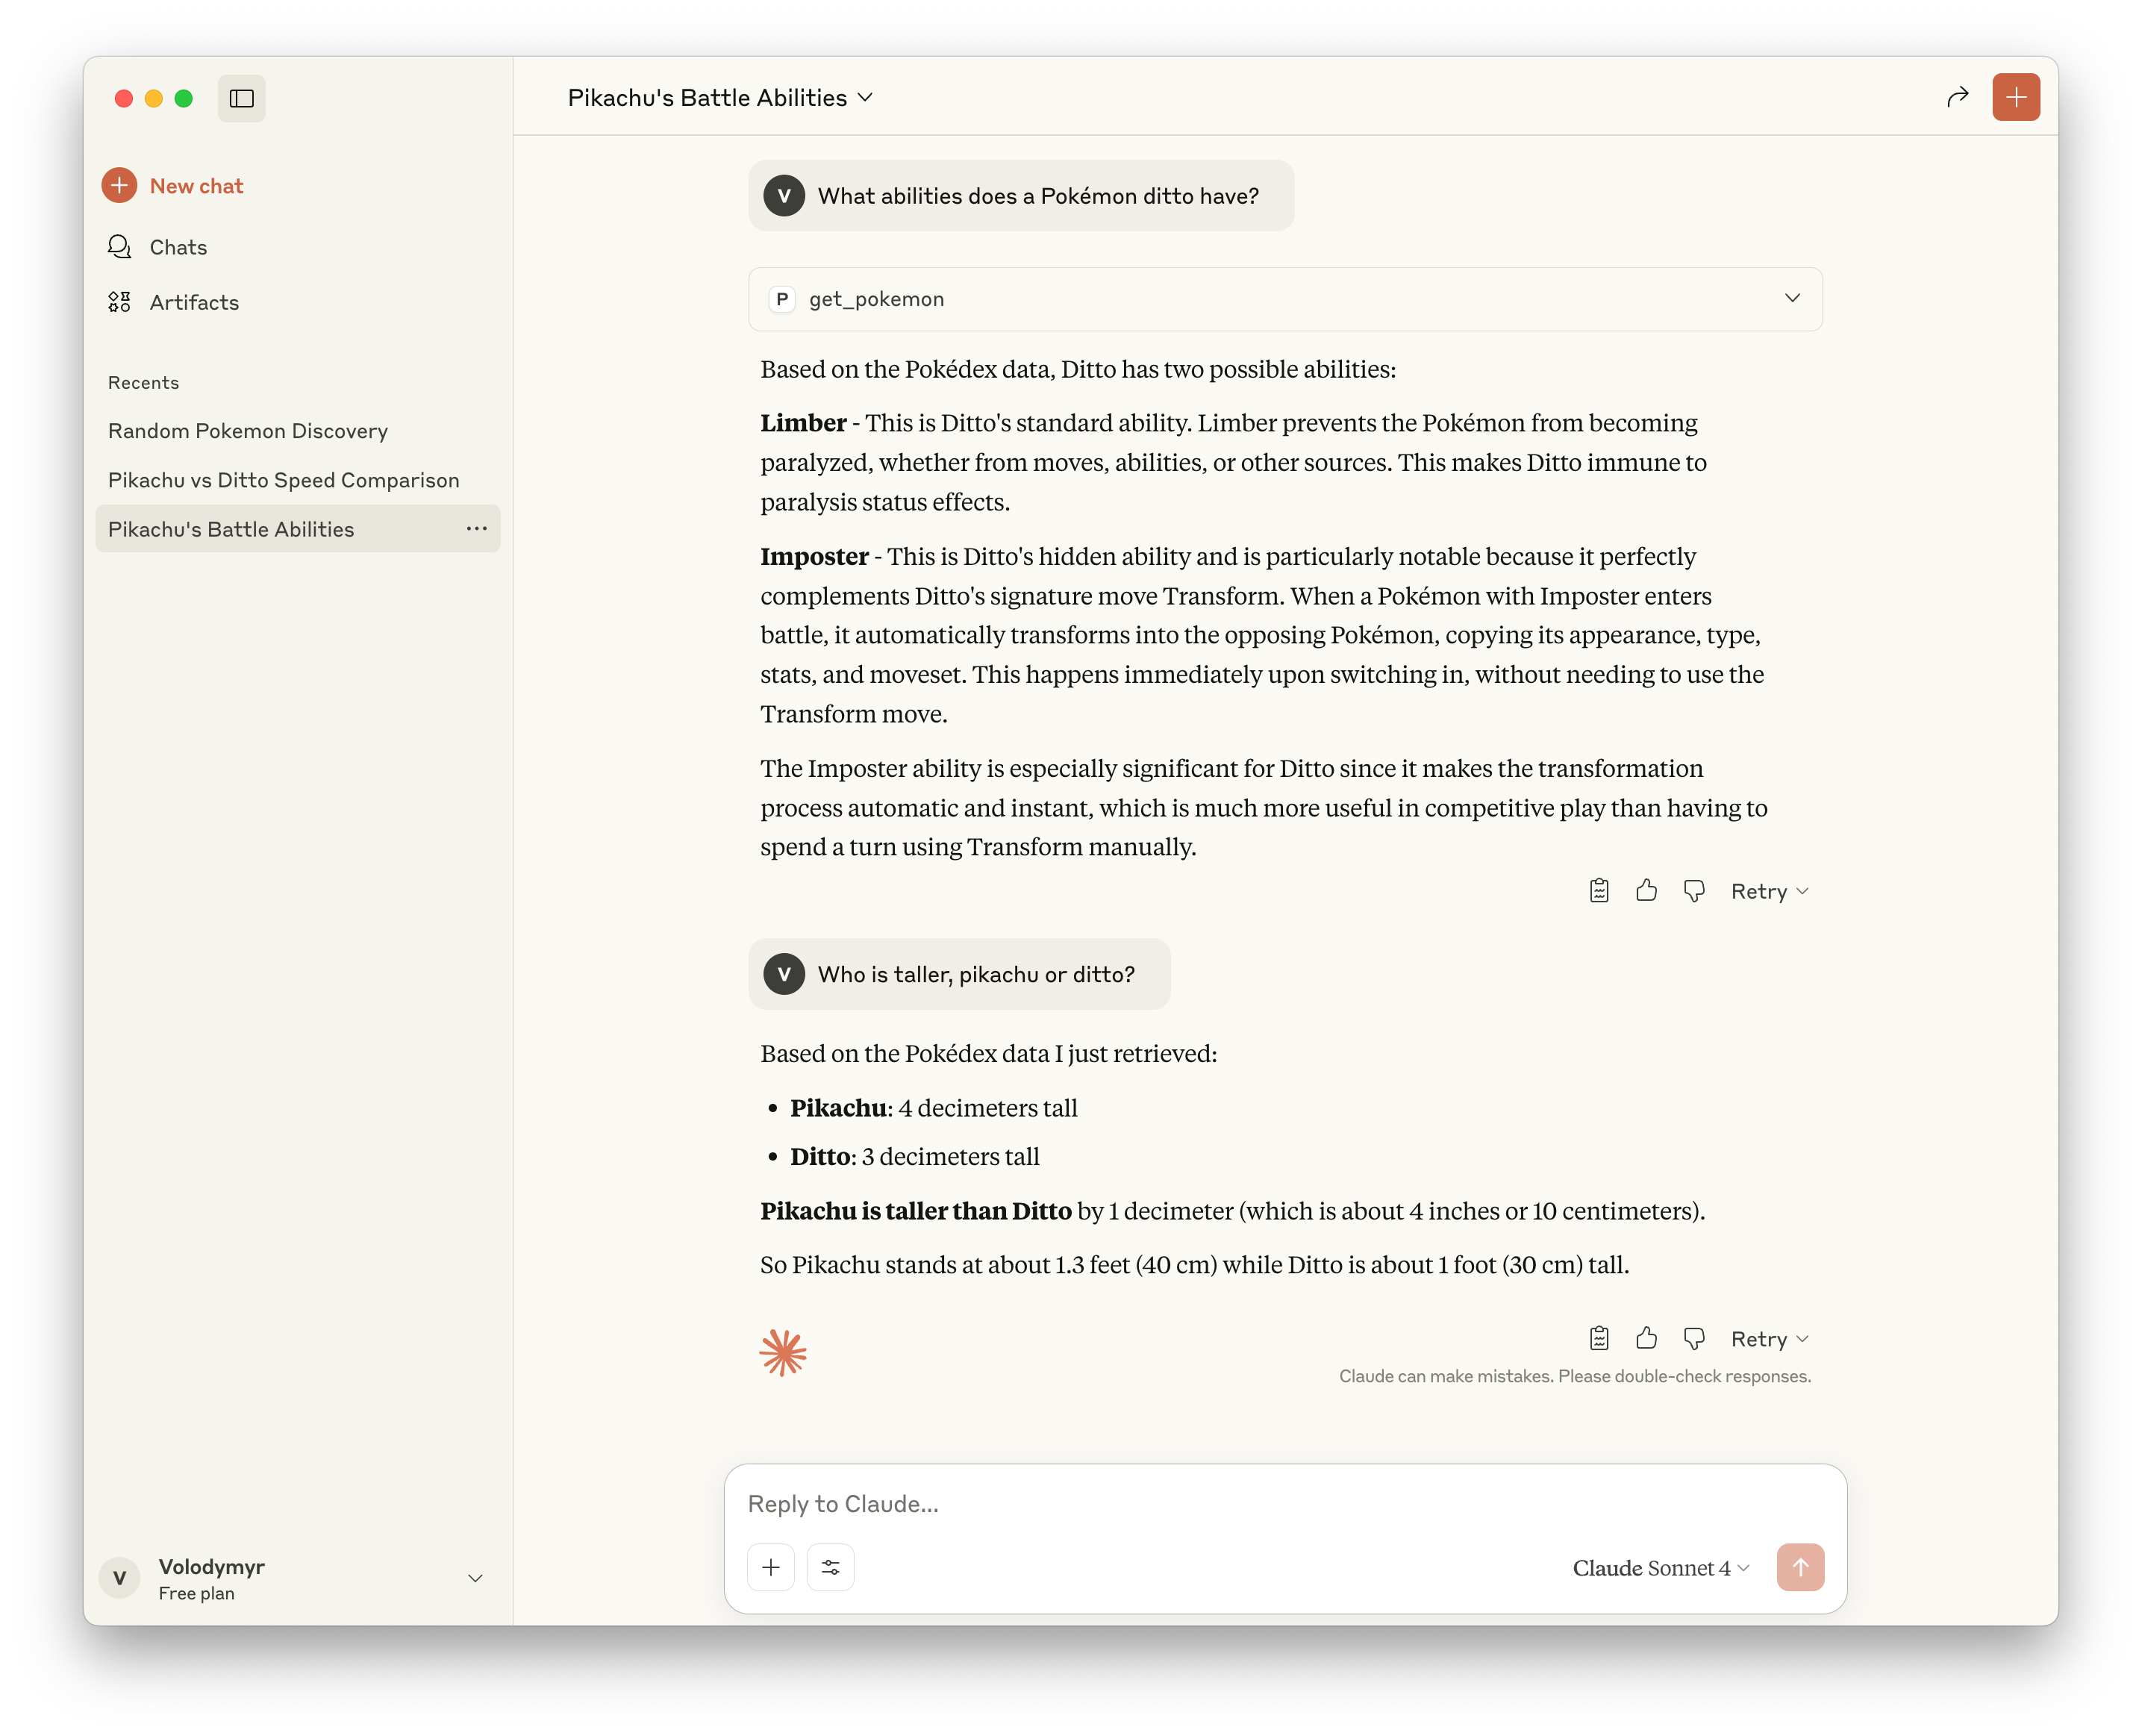 Pikachu's Battle Abilities
New chat
Chats
Artifacts
Recents
Random Pokemon Discovery
Pikachu vs Ditto Speed Comparison
Pikachu's Battle Abilities
V
Volodymyr
Free plan
V What abilities does a Pokémon ditto have?
P get_pokemon
Based on the Pokédex data, Ditto has two possible abilities:
Limber - This is Ditto's standard ability. Limber prevents the Pokémon from becoming
paralyzed, whether from moves, abilities, or other sources. This makes Ditto immune to
paralysis status effects.
Imposter - This is Ditto's hidden ability and is particularly notable because it perfectly
complements Ditto's signature move Transform. When a Pokémon with Imposter enters
battle, it automatically transforms into the opposing Pokémon, copying its appearance, type,
stats, and moveset. This happens immediately upon switching in, without needing to use the
Transform move.
The Imposter ability is especially significant for Ditto since it makes the transformation
process automatic and instant, which is much more useful in competitive play than having to
spend a turn using Transform manually.
Retry
V Who is taller, pikachu or ditto?
Based on the Pokédex data I just retrieved:
• Pikachu: 4 decimeters tall
• Ditto: 3 decimeters tall
Pikachu is taller than Ditto by 1 decimeter (which is about 4 inches or 10 centimeters).
So Pikachu stands at about 1.3 feet (40 cm) while Ditto is about 1 foot (30 cm) tall.
Retry
Claude can make mistakes. Please double-check responses.
Reply to Claude...
Claude Sonnet 4